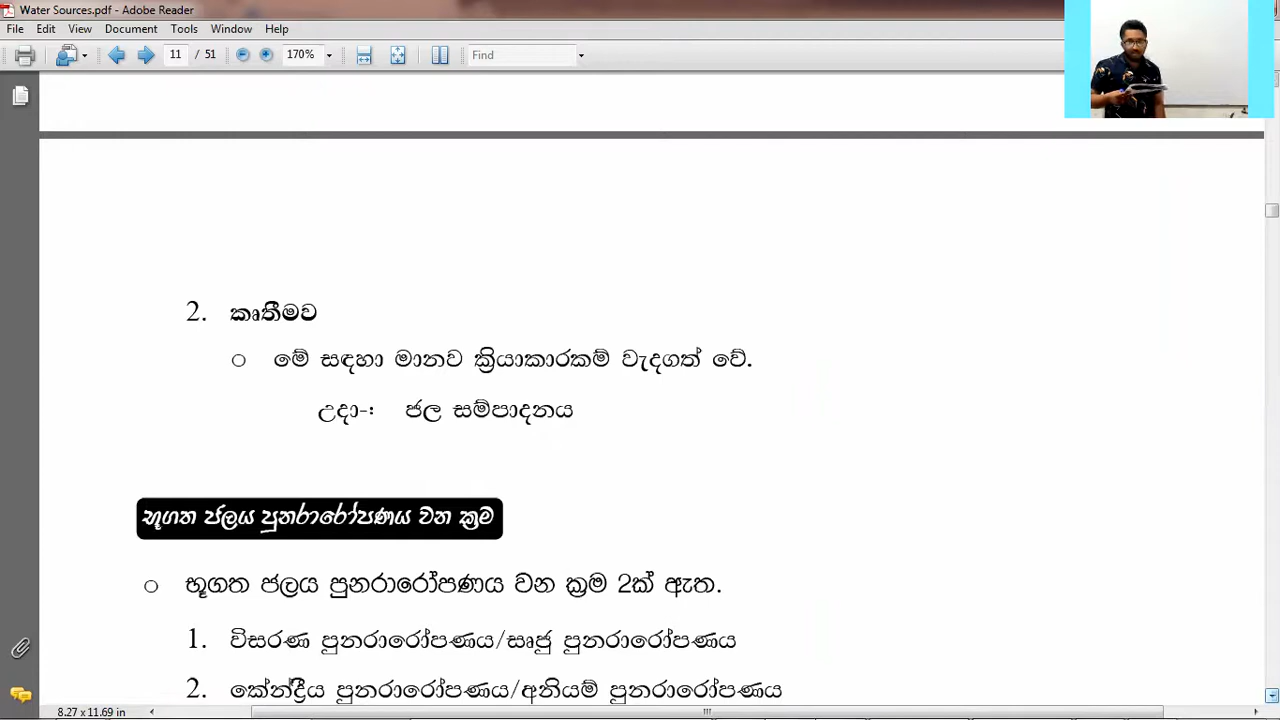 Water Sources.pdf - Adobe Reader
File Edit View Document Tools Window Help
11 / 51 170% Find
2. කෘතීමව
මේ සඳහා මානව ක්‍රියාකාරකම් වැදගත් වේ.
උදා-: ජල සම්පාදනය
භූගත ජලය පුනරාරෝපණය වන ක්‍රම
භූගත ජලය පුනරාරෝපණය වන ක්‍රම 2ක් ඇත.
1. විසරණ පුනරාරෝපණය/සෘජු පුනරාරෝපණය
2. කේන්ද්‍රීය පුනරාරෝපණය/අනියම් පුනරාරෝපණය
8.27 x 11.69 in